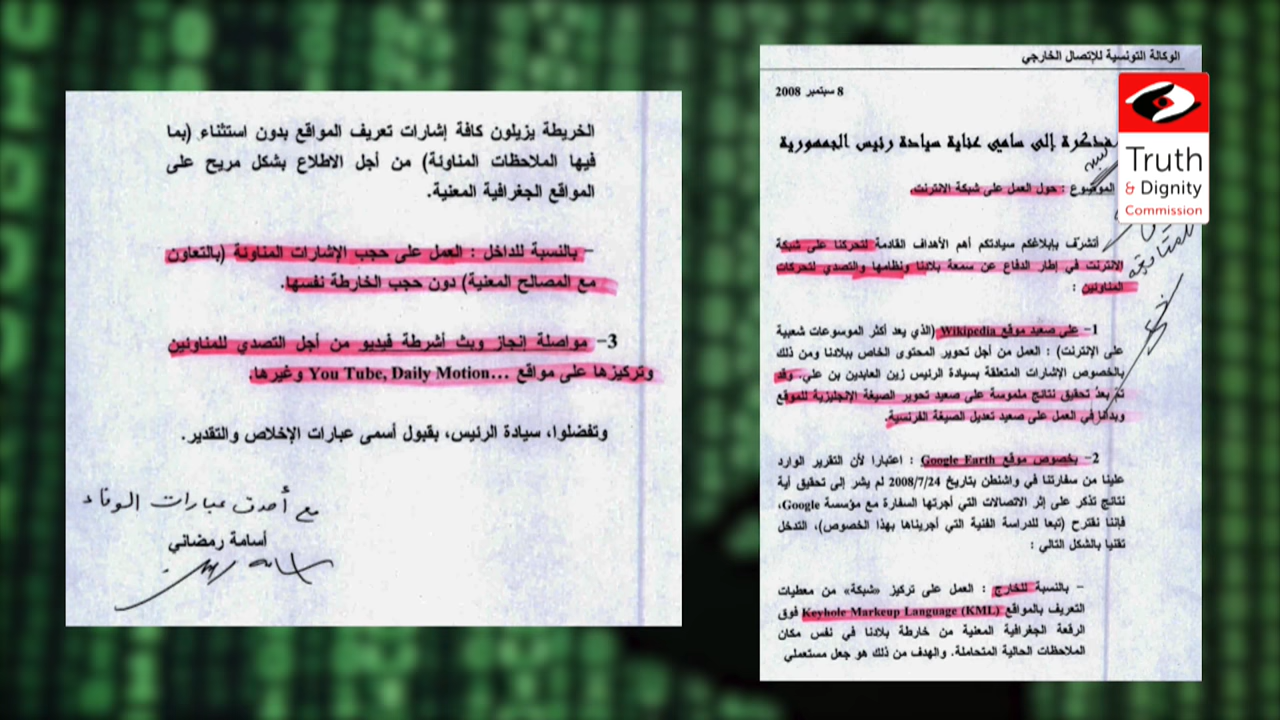 الوكالة التونسية للإتصال الخارجي
8 سبتمبر 2008
مذكرة إلى سامي عناية سيادة رئيس الجمهورية
الموضوع : حول العمل على شبكة الانترنت.
أتشرّف بإبلاغكم سيادتكم أهم الأهداف القادمة لتحركنا على شبكة
الانترنت في إطار الدفاع عن سمعة بلادنا ونظامها والتصدي لتحركات
المناوئين :
1- على صعيد موقع Wikipedia (الذي يعد أكثر الموسوعات شعبية
على الإنترنت) : العمل من أجل تحوير المحتوى الخاص ببلادنا ومن ذلك
بالخصوص الإشارات المتعلقة بسيادة الرئيس زين العابدين بن علي. وقد
تمّ بعدُ تحقيق نتائج ملموسة على صعيد تحوير الصيغة الإنجليزية للموقع
وبدأنا في العمل على صعيد تعديل الصيغة الفرنسية.
2- بخصوص موقع Google Earth : اعتبارا لأن التقرير الوارد
علينا من سفارتنا في واشنطن بتاريخ 2008/7/24 لم يشر إلى تحقيق أية
نتائج تذكر على إثر الاتصالات التي أجرتها السفارة مع مؤسسة Google،
فإننا نقترح (تبعا للدراسة الفنية التي أجريناها بهذا الخصوص)، التدخل
تقنيا بالشكل التالي :
- بالنسبة للخارج : العمل على تركيز «شبكة» من معطيات
التعريف بالمواقع Keyhole Markeup Language (KML) فوق
الرقعة الجغرافية المعنية من خارطة بلادنا في نفس مكان
الملاحظات الحالية المتحاملة. والهدف من ذلك هو جعل مستعملي
الخريطة يزيلون كافة إشارات تعريف المواقع بدون استثناء (بما
فيها الملاحظات المناوئة) من أجل الاطلاع بشكل مريح على
المواقع الجغرافية المعنية.
- بالنسبة للداخل : العمل على حجب الإشارات المناوئة (بالتعاون
مع المصالح المعنية) دون حجب الخارطة نفسها.
3- مواصلة إنجاز وبث أشرطة فيديو من أجل التصدي للمناوئين
وتركيزها على مواقع You Tube, Daily Motion… وغيرها.
وتفضلوا، سيادة الرئيس، بقبول أسمى عبارات الإخلاص والتقدير.
مع أصدق عبارات الوفاء
أسامة رمضاني
للمتابعة
Truth
& Dignity
Commission